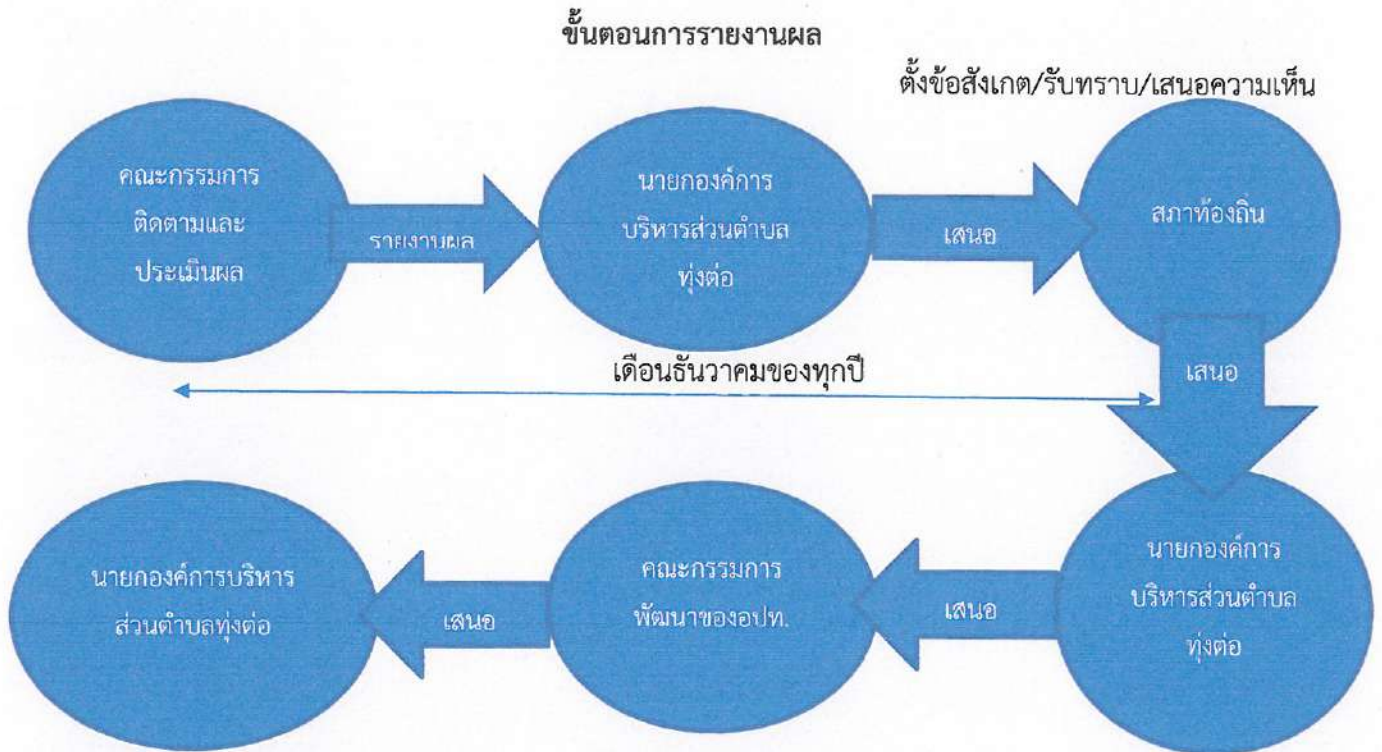 ขั้นตอนการรายงานผล
ตั้งข้อสังเกต/รับทราบ/เสนอความเห็น
คณะกรรมการ
ติดตามและ
ประเมินผล
รายงานผล
นายกองค์การ
บริหารส่วนตำบล
ทุ่งต่อ
เสนอ
สภาท้องถิ่น
เดือนธันวาคมของทุกปี
เสนอ
นายกองค์การ
บริหารส่วนตำบล
ทุ่งต่อ
เสนอ
คณะกรรมการ
พัฒนาของอปท.
เสนอ
นายกองค์การบริหาร
ส่วนตำบลทุ่งต่อ